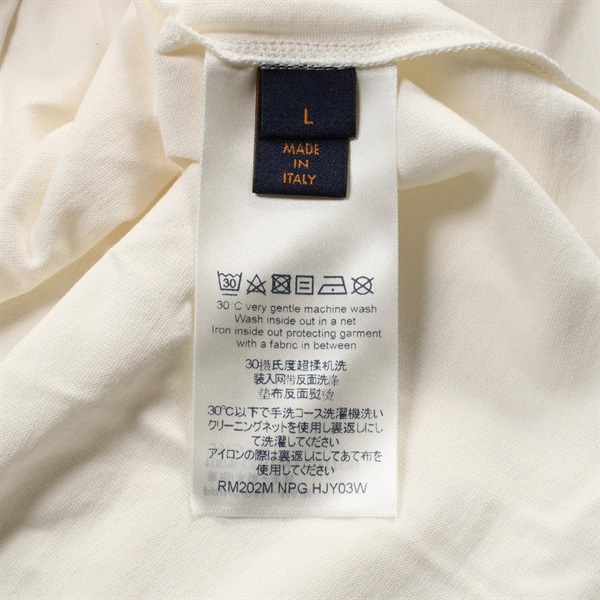 L
MADE
IN
ITALY
30
30°C very gentle machine wash
Wash inside out in a net
Iron inside out protecting garment
with a fabric in between
30摄氏度超揉机洗
装入网带反面洗净
垫布反面熨烫
30℃以下で手洗コース洗濯機洗い
クリーニングネットを使用し裏返しにし
て洗濯してください
アイロンの際は裏返しにしてあて布を
使用してください
RM202M NPG HJY03W